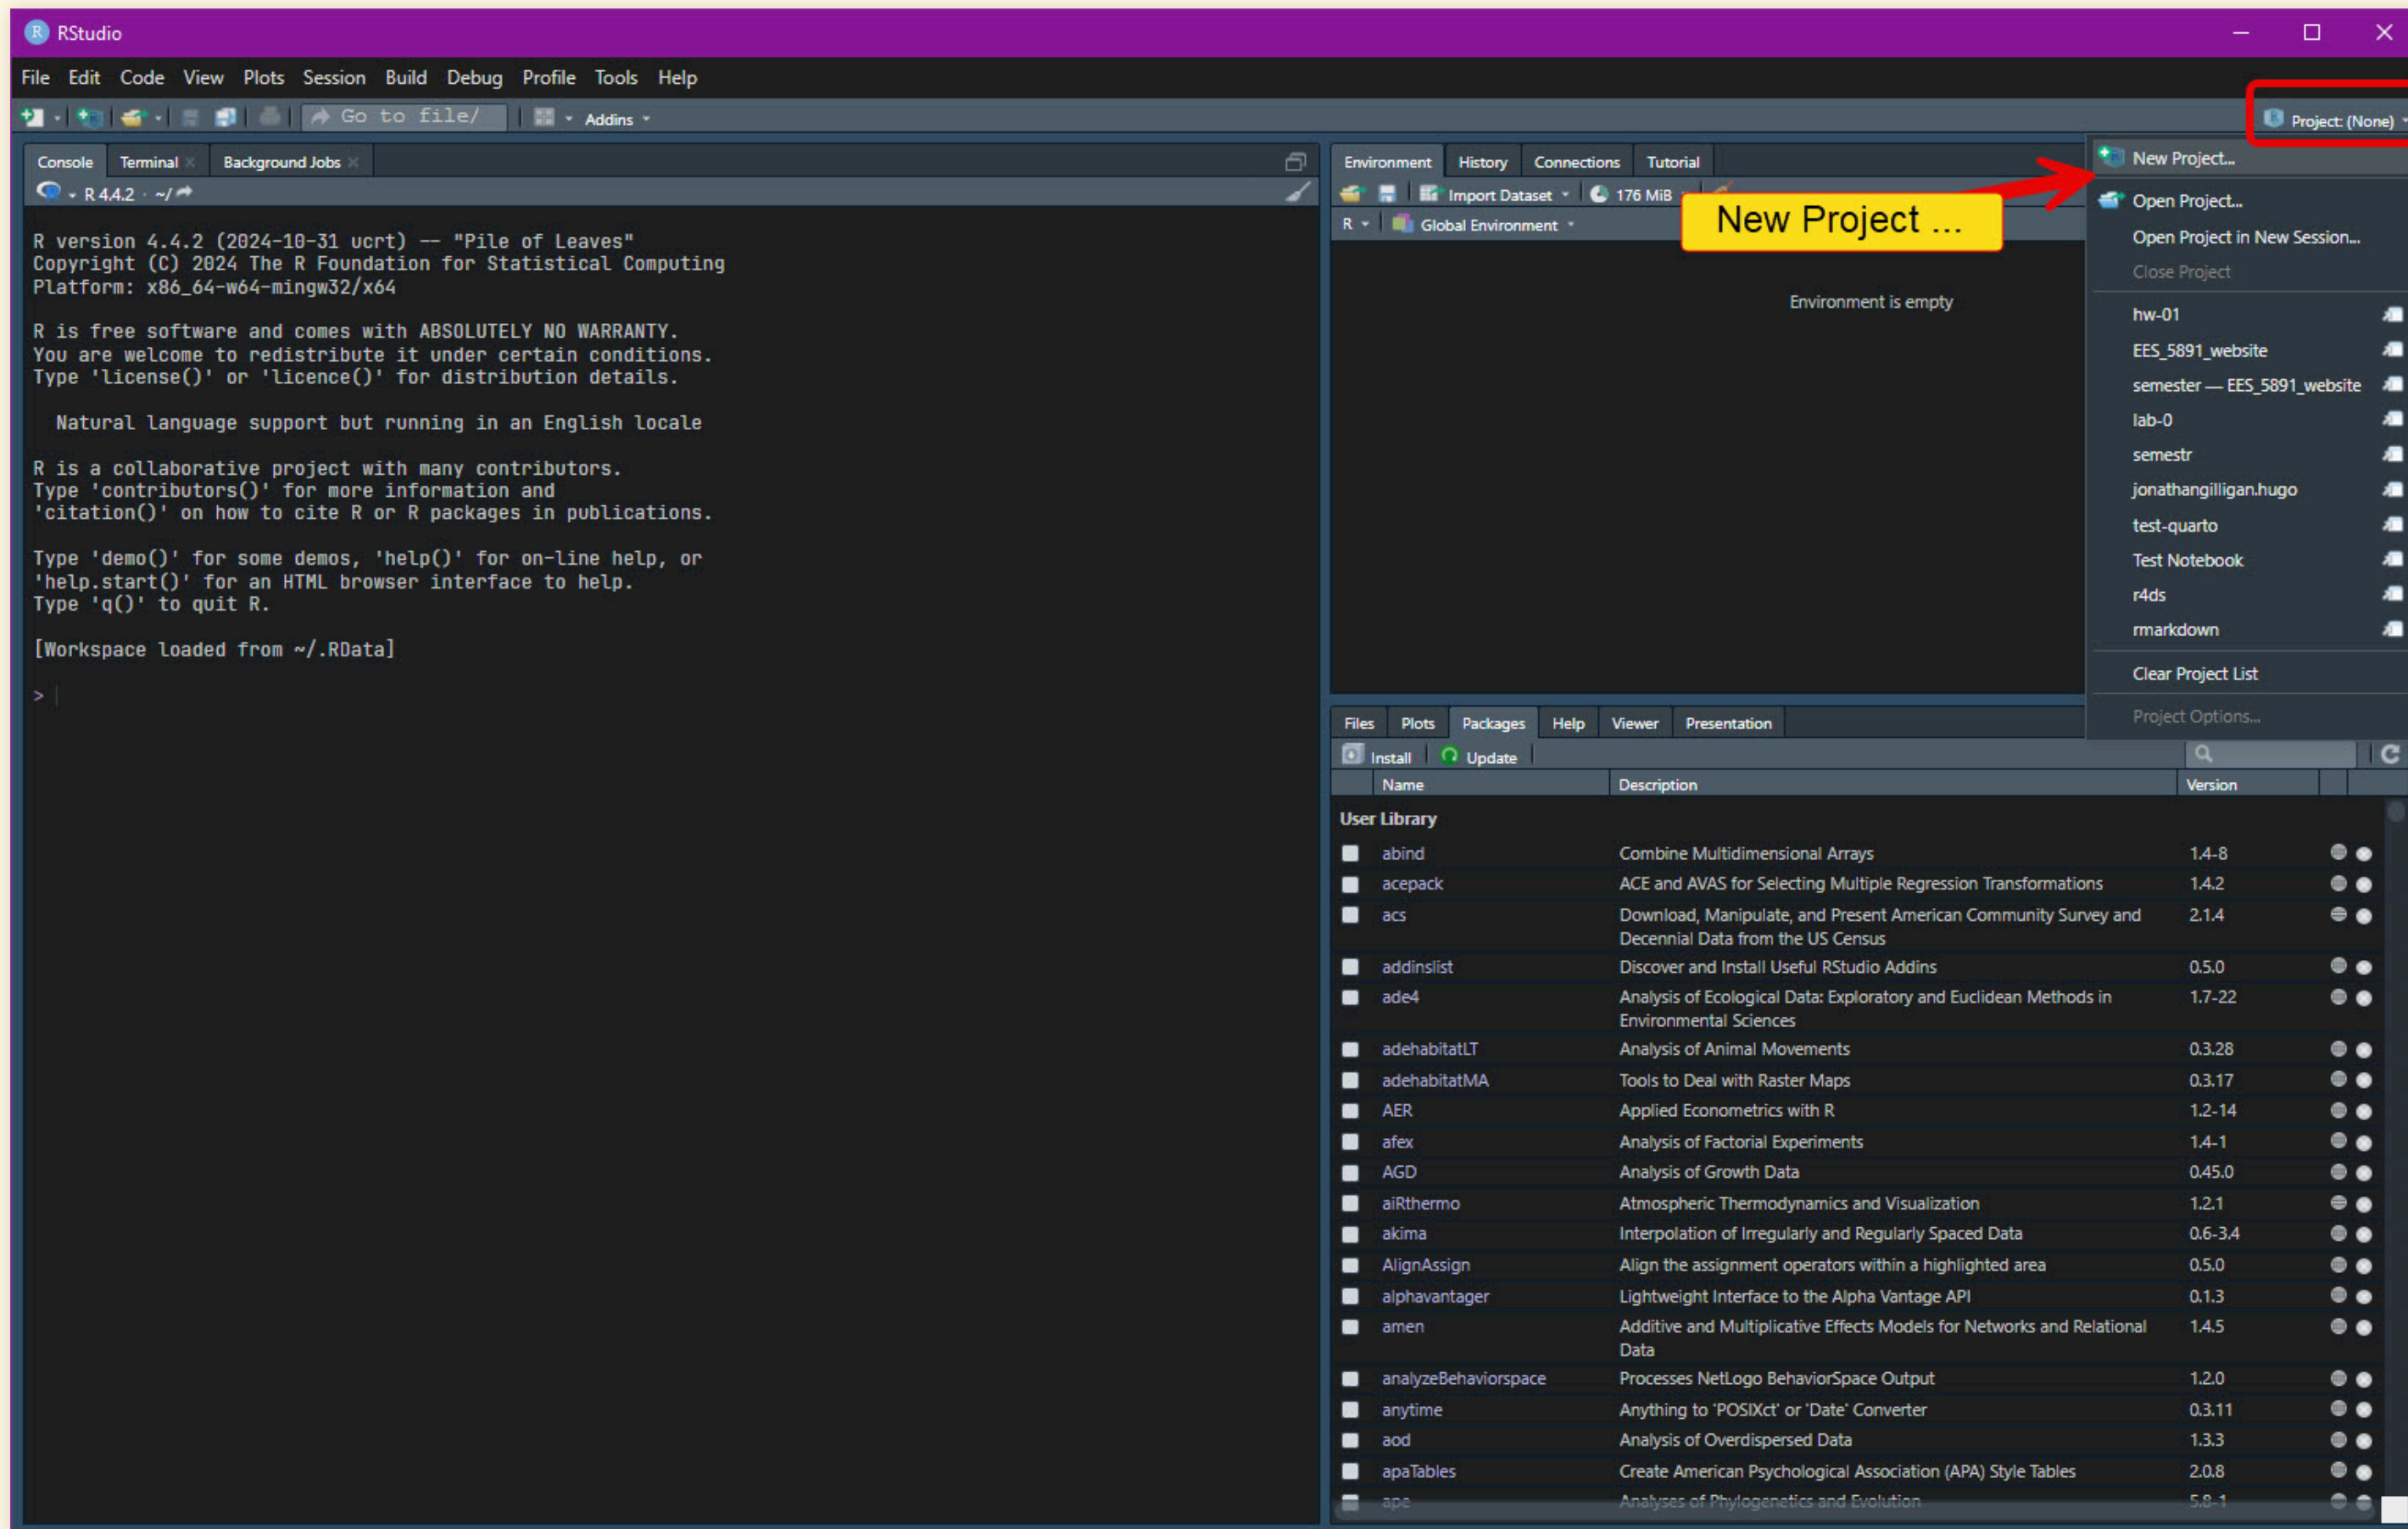 RStudio
File Edit Code View Plots Session Build Debug Profile Tools Help
Go to file/ Addins
Project: (None)
Console Terminal Background Jobs
R 4.4.2 · ~/
R version 4.4.2 (2024-10-31 ucrt) -- "Pile of Leaves"
Copyright (C) 2024 The R Foundation for Statistical Computing
Platform: x86_64-w64-mingw32/x64
R is free software and comes with ABSOLUTELY NO WARRANTY.
You are welcome to redistribute it under certain conditions.
Type 'license()' or 'licence()' for distribution details.
Natural language support but running in an English locale
R is a collaborative project with many contributors.
Type 'contributors()' for more information and
'citation()' on how to cite R or R packages in publications.
Type 'demo()' for some demos, 'help()' for on-line help, or
'help.start()' for an HTML browser interface to help.
Type 'q()' to quit R.
[Workspace loaded from ~/.RData]
>
Environment History Connections Tutorial
Import Dataset 176 MiB
R Global Environment
Environment is empty
New Project ...
New Project...
Open Project...
Open Project in New Session...
Close Project
hw-01
EES_5891_website
semester — EES_5891_website
lab-0
semestr
jonathangilligan.hugo
test-quarto
Test Notebook
r4ds
rmarkdown
Clear Project List
Project Options...
Files Plots Packages Help Viewer Presentation
Install Update
Name Description Version
User Library
abind Combine Multidimensional Arrays 1.4-8
acepack ACE and AVAS for Selecting Multiple Regression Transformations 1.4.2
acs Download, Manipulate, and Present American Community Survey and 2.1.4
Decennial Data from the US Census
addinslist Discover and Install Useful RStudio Addins 0.5.0
ade4 Analysis of Ecological Data: Exploratory and Euclidean Methods in 1.7-22
Environmental Sciences
adehabitatLT Analysis of Animal Movements 0.3.28
adehabitatMA Tools to Deal with Raster Maps 0.3.17
AER Applied Econometrics with R 1.2-14
afex Analysis of Factorial Experiments 1.4-1
AGD Analysis of Growth Data 0.45.0
aiRthermo Atmospheric Thermodynamics and Visualization 1.2.1
akima Interpolation of Irregularly and Regularly Spaced Data 0.6-3.4
AlignAssign Align the assignment operators within a highlighted area 0.5.0
alphavantager Lightweight Interface to the Alpha Vantage API 0.1.3
amen Additive and Multiplicative Effects Models for Networks and Relational 1.4.5
Data
analyzeBehaviorspace Processes NetLogo BehaviorSpace Output 1.2.0
anytime Anything to 'POSIXct' or 'Date' Converter 0.3.11
aod Analysis of Overdispersed Data 1.3.3
apaTables Create American Psychological Association (APA) Style Tables 2.0.8
ape Analyses of Phylogenetics and Evolution 5.8-1